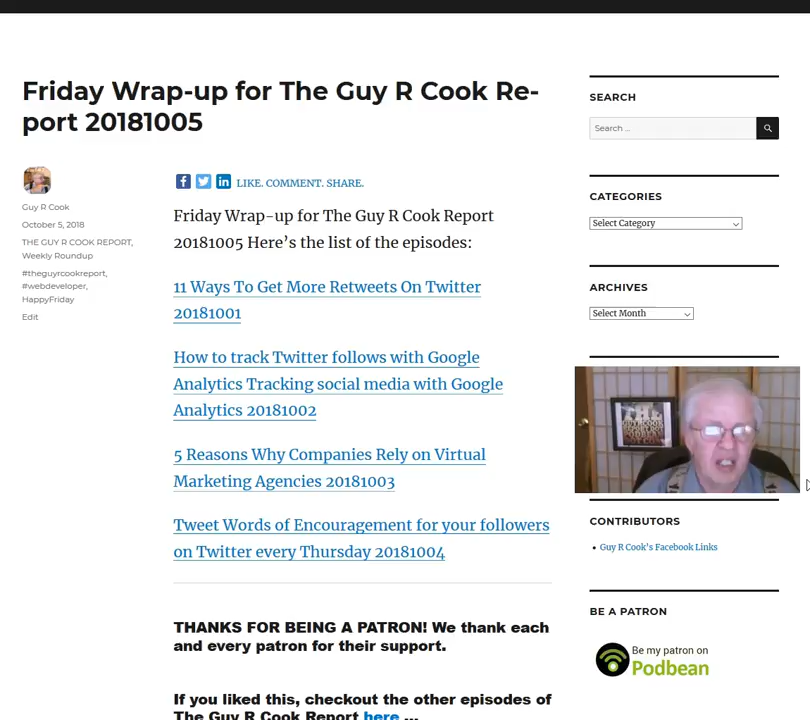 Friday Wrap-up for The Guy R Cook Re-
port 20181005
Guy R Cook
October 5, 2018
THE GUY R COOK REPORT,
Weekly Roundup
#theguyrcookreport,
#webdeveloper,
HappyFriday
Edit
LIKE. COMMENT. SHARE.
Friday Wrap-up for The Guy R Cook Report
20181005 Here’s the list of the episodes:
11 Ways To Get More Retweets On Twitter
20181001
How to track Twitter follows with Google
Analytics Tracking social media with Google
Analytics 20181002
5 Reasons Why Companies Rely on Virtual
Marketing Agencies 20181003
Tweet Words of Encouragement for your followers
on Twitter every Thursday 20181004
THANKS FOR BEING A PATRON! We thank each
and every patron for their support.
If you liked this, checkout the other episodes of
The Guy R Cook Report here ...
SEARCH
Search ...
CATEGORIES
Select Category
ARCHIVES
Select Month
CONTRIBUTORS
• Guy R Cook's Facebook Links
BE A PATRON
Be my patron on
Podbean